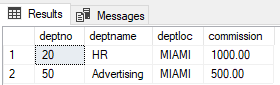 Results Messages
deptno deptname deptloc commission
1 20 HR MIAMI 1000.00
2 50 Advertising MIAMI 500.00